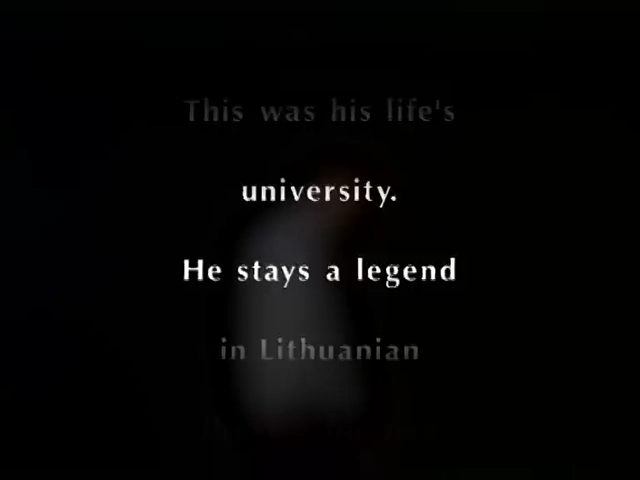 This was his life's
university.
He stays a legend
in Lithuanian